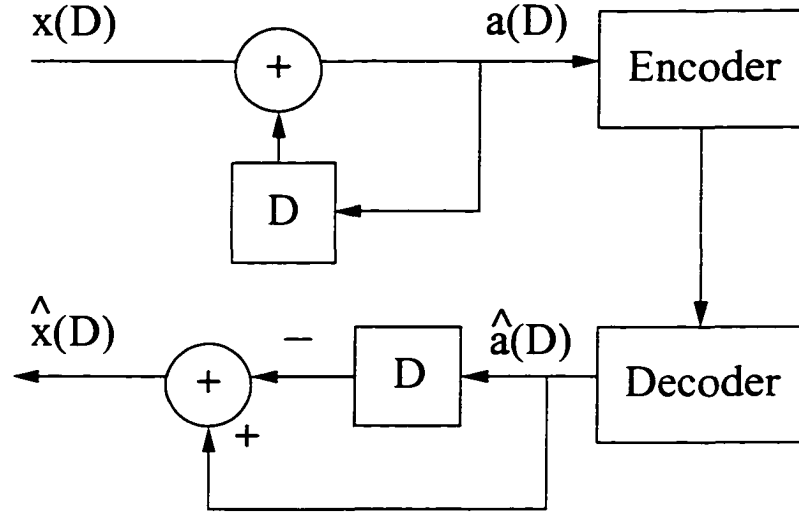 x(D)
+
a(D)
Encoder
D
x̂(D)
+
−
D
â(D)
Decoder
+